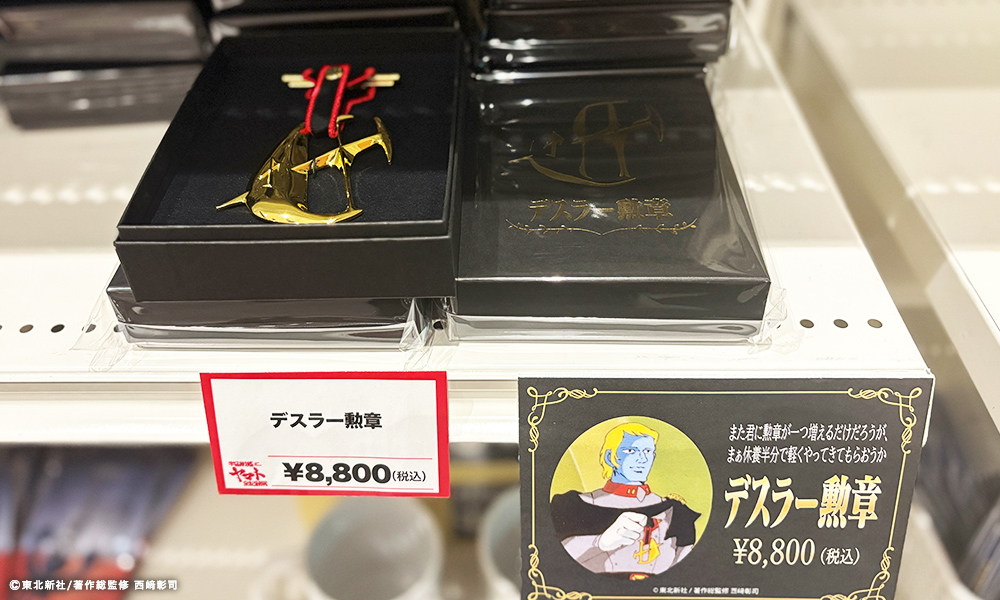 デスラー勲章
デスラー勲章
ヤマト
¥8,800(税込)
また君に勲章が一つ増えるだけだろうが、
まぁ休養半分で軽くやってきてもらおうか
デスラー勲章
¥8,800(税込)
©東北新社/著作総監修 西﨑彰司
©東北新社/著作総監修 西﨑彰司